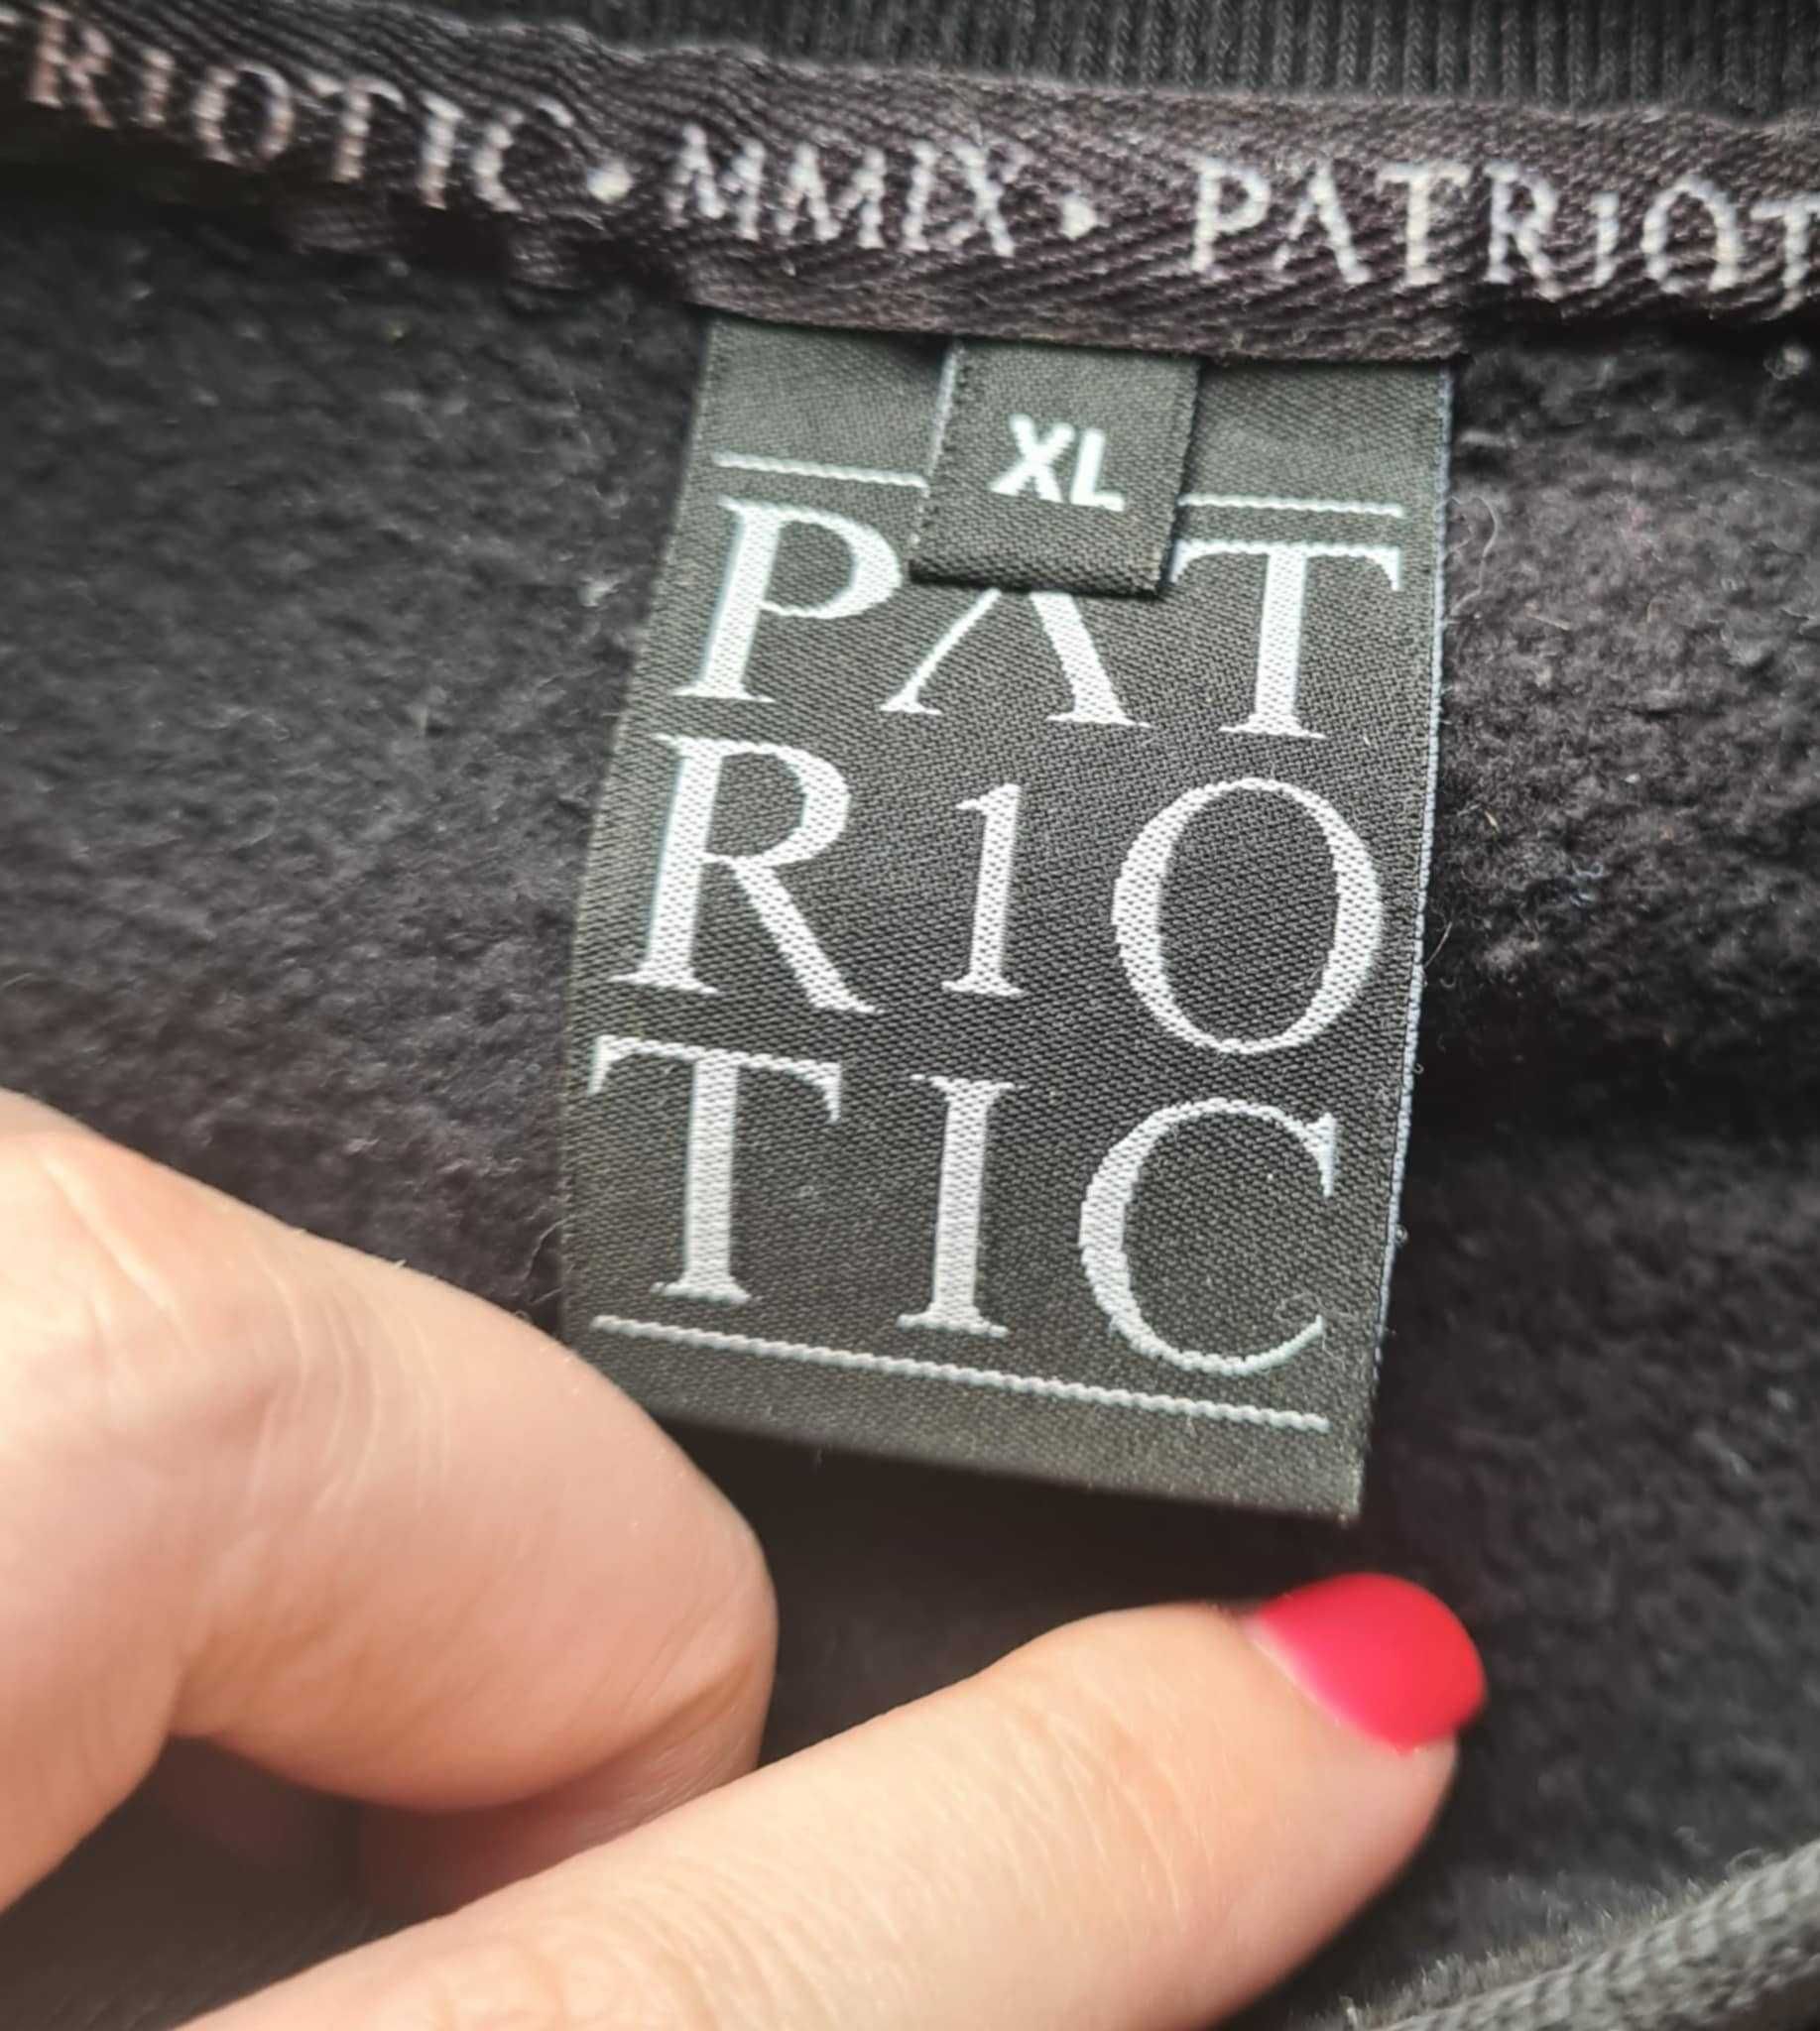 RIOTIC • MMIX • PATRIOT
XL
PAT
R1O
TIC